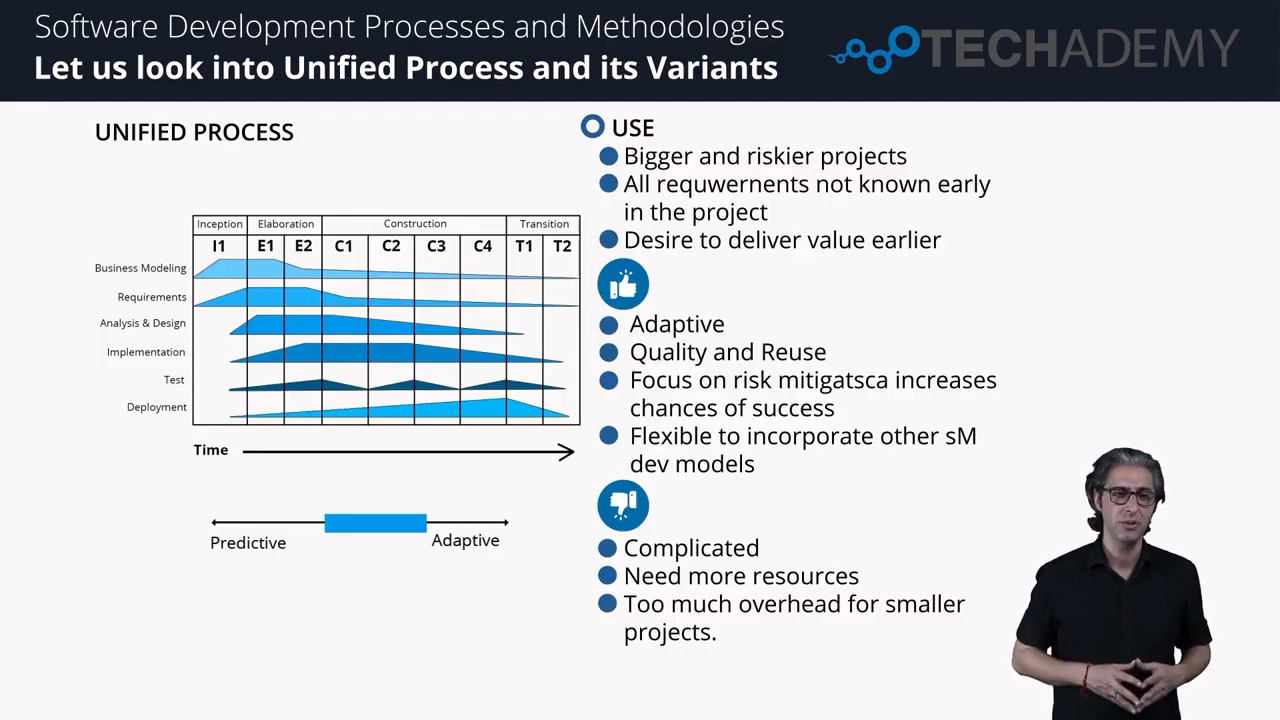 Software Development Processes and Methodologies
Let us look into Unified Process and its Variants
TECHADEMY
UNIFIED PROCESS
Inception Elaboration Construction Transition
I1 E1 E2 C1 C2 C3 C4 T1 T2
Business Modeling
Requirements
Analysis & Design
Implementation
Test
Deployment
Time
Predictive
Adaptive
USE
Bigger and riskier projects
All requwernents not known early
in the project
Desire to deliver value earlier
Adaptive
Quality and Reuse
Focus on risk mitigatsca increases
chances of success
Flexible to incorporate other sM
dev models
Complicated
Need more resources
Too much overhead for smaller
projects.